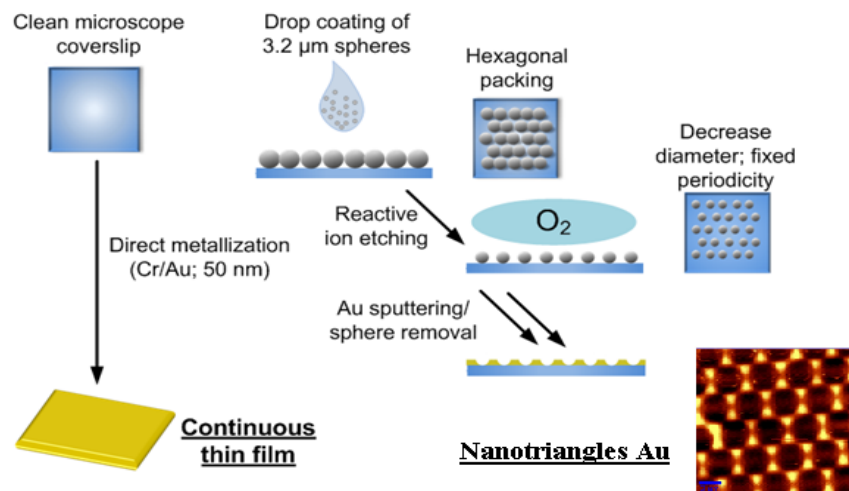 Clean microscope
coverslip
Drop coating of
3.2 µm spheres
Hexagonal
packing
Decrease
diameter; fixed
periodicity
Reactive
ion etching
O₂
Direct metallization
(Cr/Au; 50 nm)
Au sputtering/
sphere removal
Continuous
thin film
Nanotriangles Au